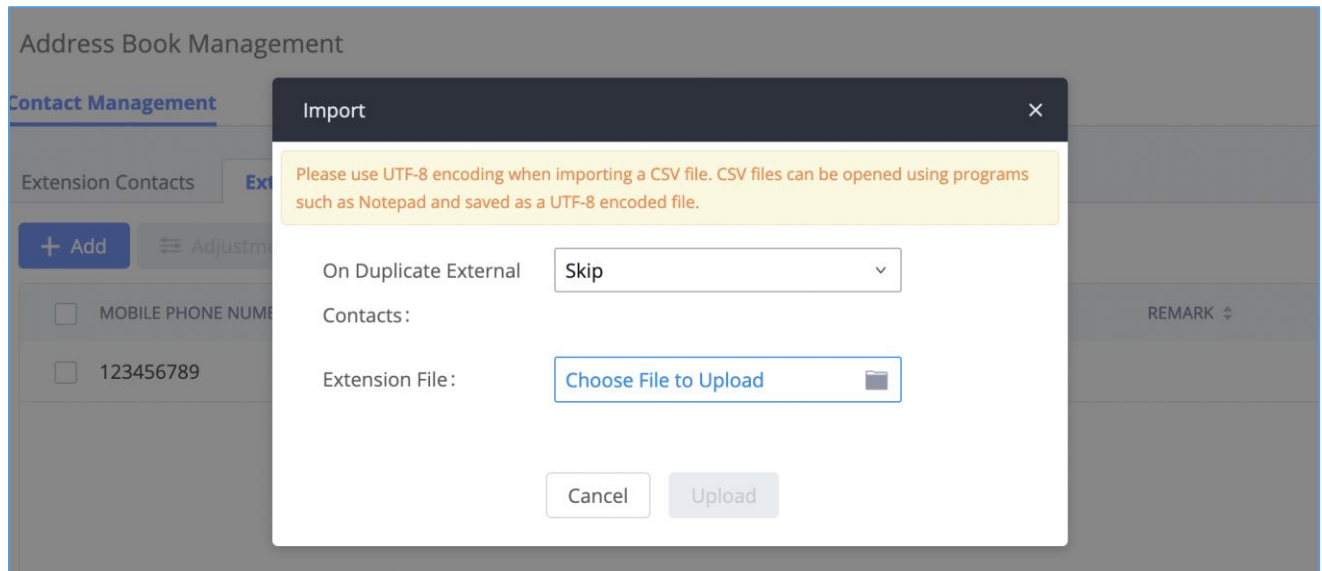 Address Book Management
Contact Management
Import
Extension Contacts
Ext
Please use UTF-8 encoding when importing a CSV file. CSV files can be opened using programs
such as Notepad and saved as a UTF-8 encoded file.
+ Add
Adjustme
On Duplicate External
Contacts:
Skip
MOBILE PHONE NUME
REMARK
123456789
Extension File:
Choose File to Upload
Cancel
Upload